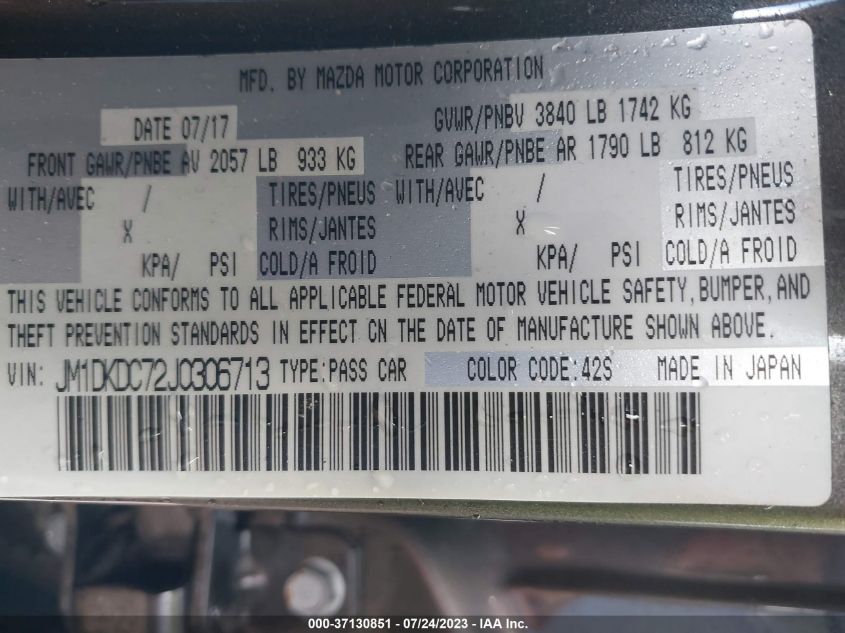 MFD. BY MAZDA MOTOR CORPORATION
DATE 07/17 GVWR/PNBV 3840 LB 1742 KG
FRONT GAWR/PNBE AV 2057 LB 933 KG REAR GAWR/PNBE AR 1790 LB 812 KG
WITH/AVEC / TIRES/PNEUS WITH/AVEC / TIRES/PNEUS
X RIMS/JANTES X RIMS/JANTES
KPA/ PSI COLD/A FROID KPA/ PSI COLD/A FROID
THIS VEHICLE CONFORMS TO ALL APPLICABLE FEDERAL MOTOR VEHICLE SAFETY, BUMPER, AND
THEFT PREVENTION STANDARDS IN EFFECT ON THE DATE OF MANUFACTURE SHOWN ABOVE.
VIN: JM1DKDC72J0306713 TYPE:PASS CAR COLOR CODE:42S MADE IN JAPAN
000-37130851 / 07/24/2023 - IAA Inc.